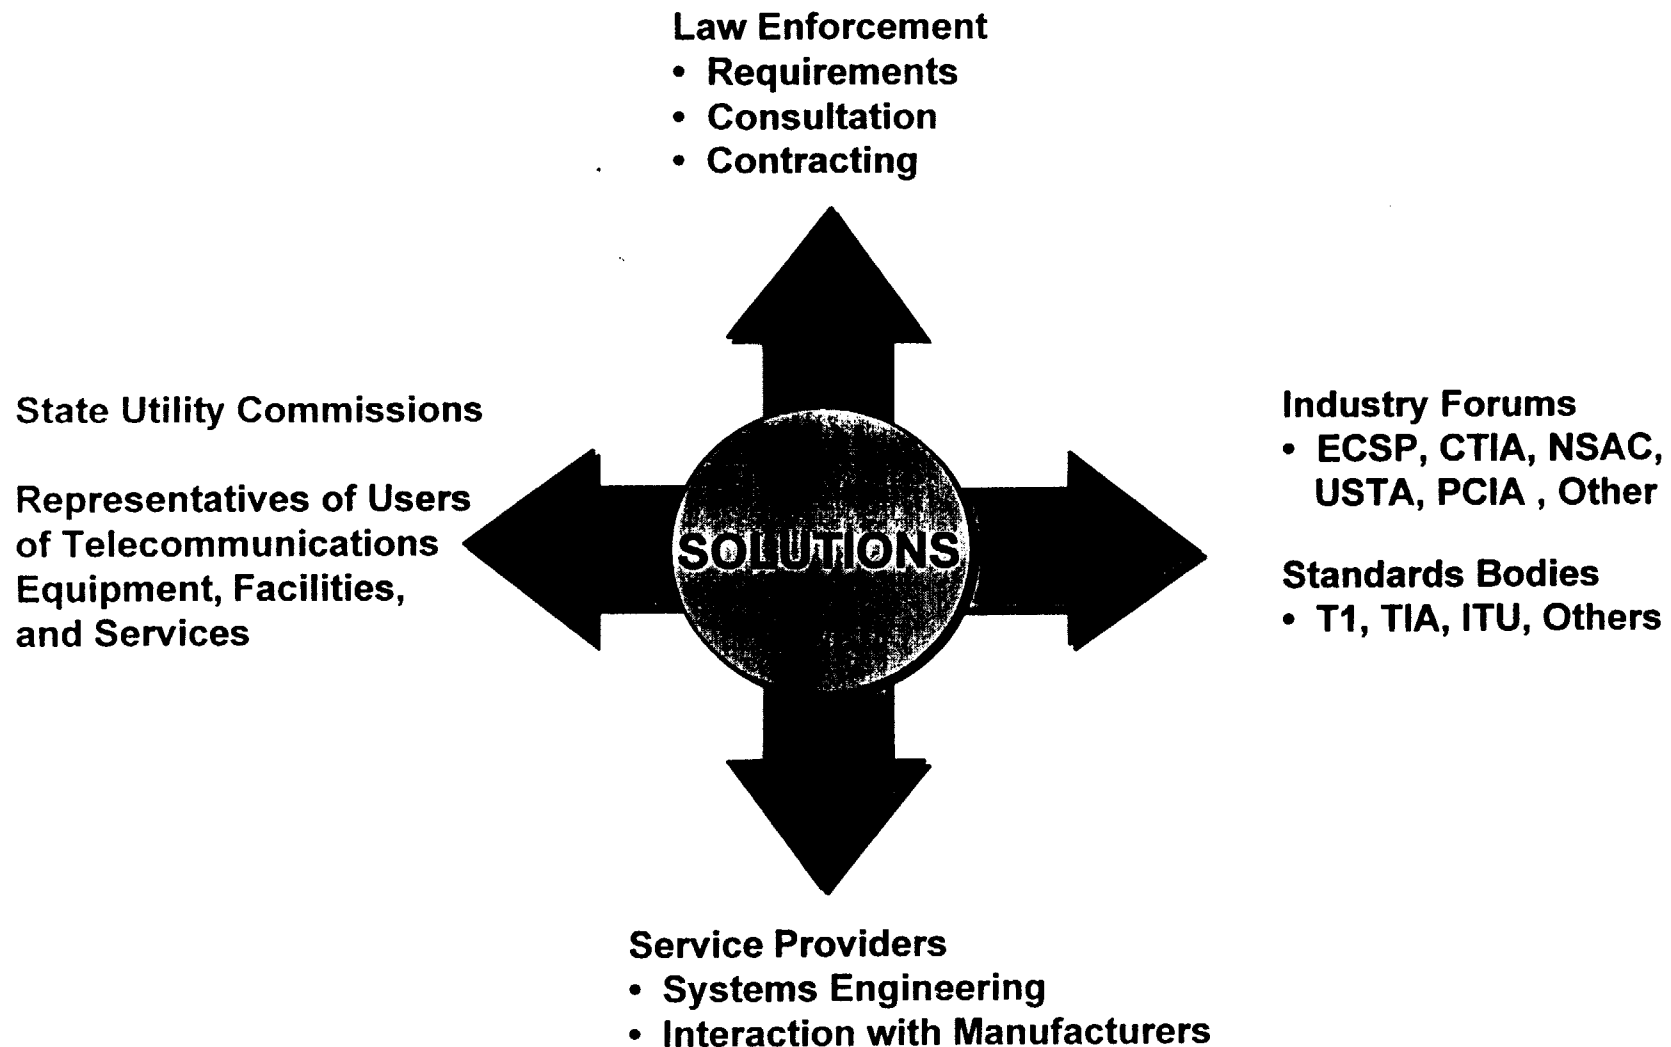 Law Enforcement
• Requirements
• Consultation
• Contracting
State Utility Commissions
Representatives of Users
of Telecommunications
Equipment, Facilities,
and Services
SOLUTIONS
Industry Forums
• ECSP, CTIA, NSAC,
USTA, PCIA , Other
Standards Bodies
• T1, TIA, ITU, Others
Service Providers
• Systems Engineering
• Interaction with Manufacturers